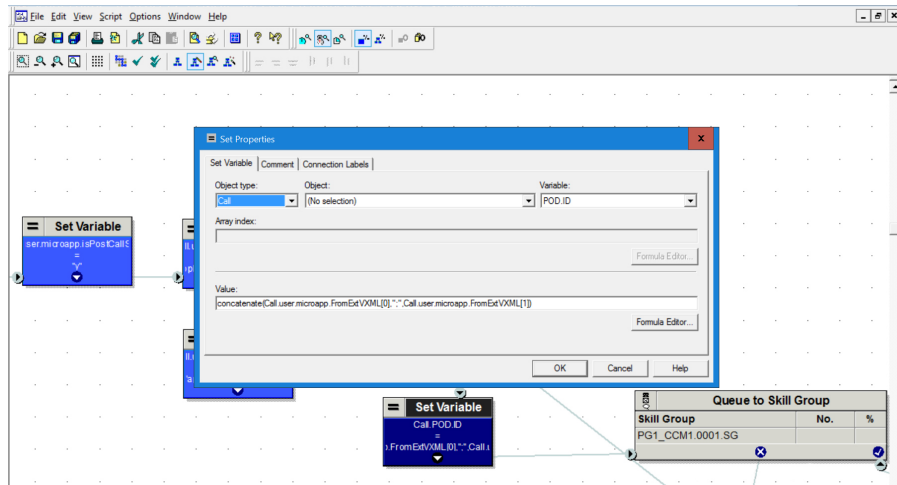 File Edit View Script Options Window Help
Set Properties
x
Set Variable Comment Connection Labels
Object type: Object: Variable:
Call (No selection) POD.ID
Array index:
Formula Editor...
Value:
concatenate(Call.user.microapp.FromExtVXML[0],";",Call.user.microapp.FromExtVXML[1])
Formula Editor...
OK Cancel Help
Set Variable
ser.microapp.isPostCallS
=
"y"
Set Variable
Call.POD.ID
=
.FromExtVXML[0],";",Call.
Queue to Skill Group
Skill Group No. %
PG1_CCM1.0001.SG